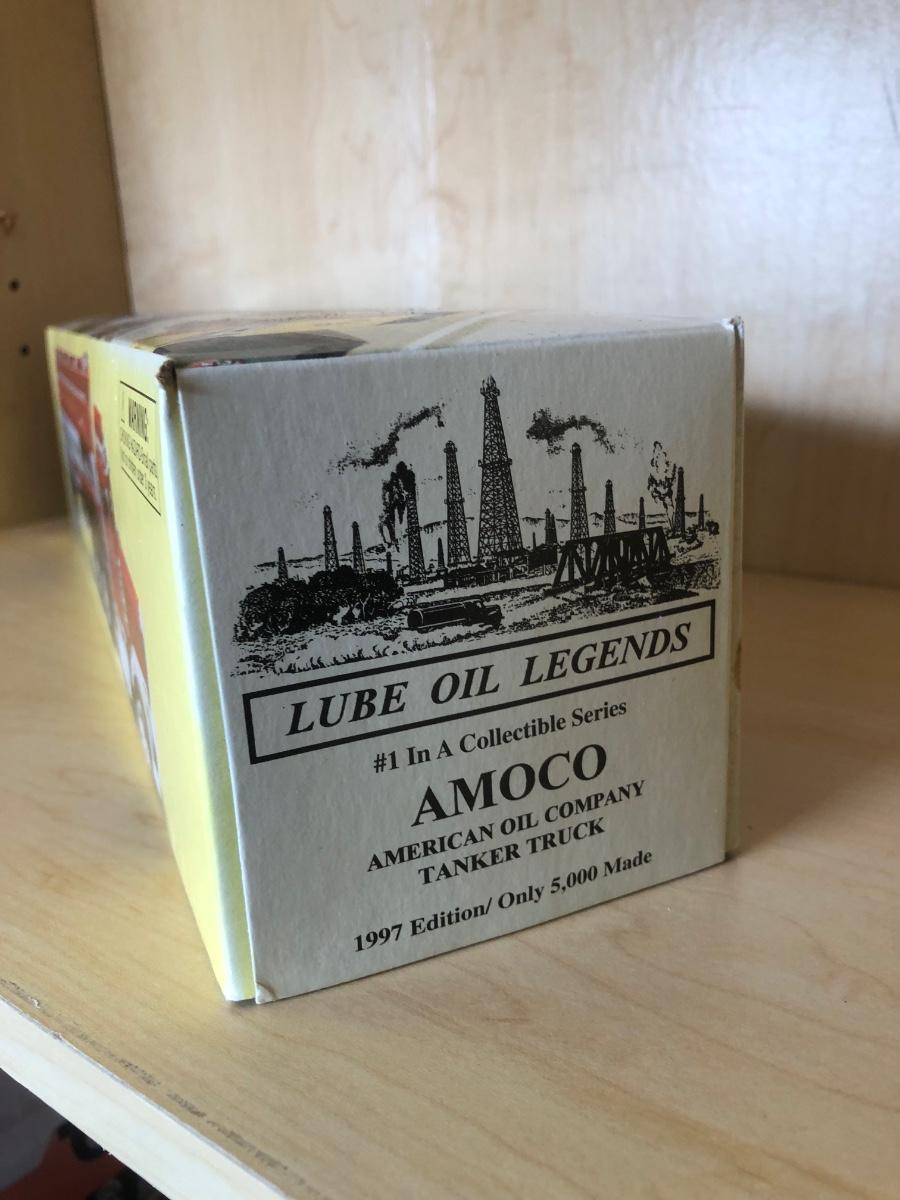 WARNING:
LUBE OIL LEGENDS
#1 In A Collectible Series
AMOCO
AMERICAN OIL COMPANY
TANKER TRUCK
1997 Edition/ Only 5,000 Made